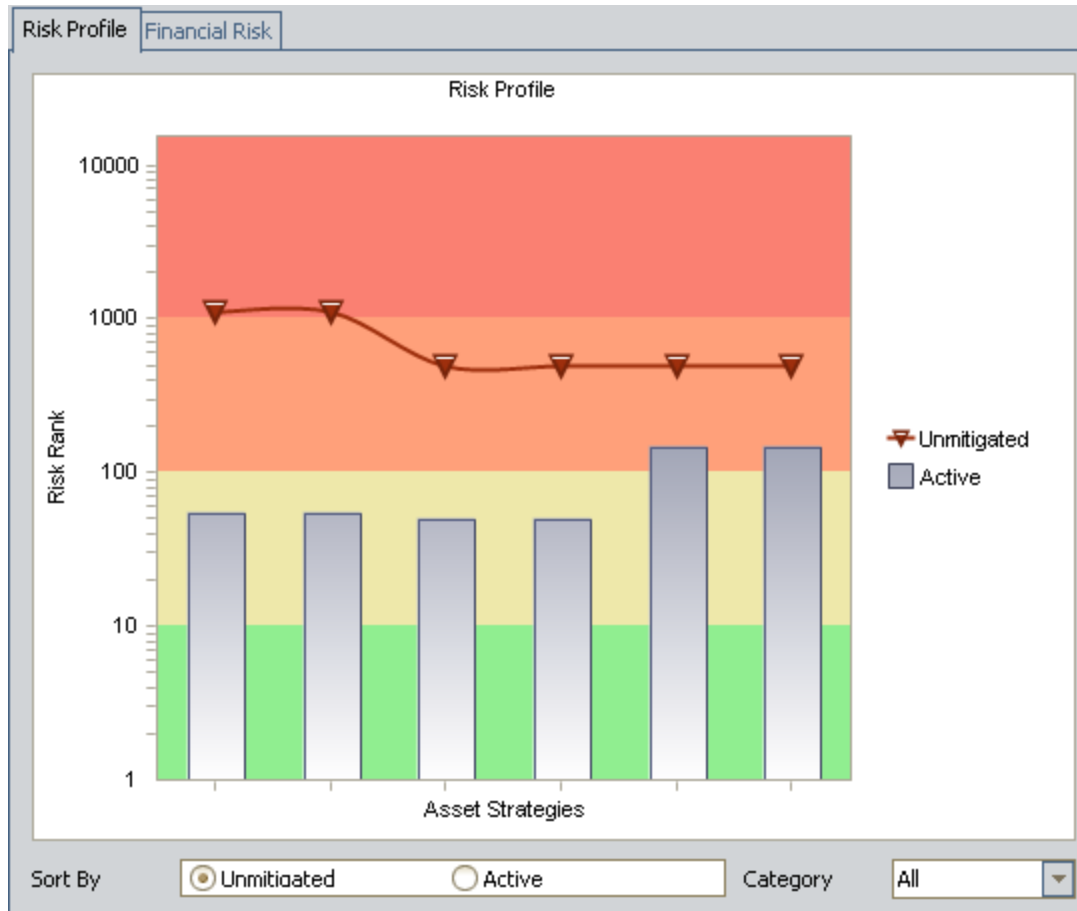 Risk Profile
Financial Risk
Risk Profile
10000
1000
100
10
1
Risk Rank
Asset Strategies
Unmitigated
Active
Sort By
Unmitigated
Active
Category
All